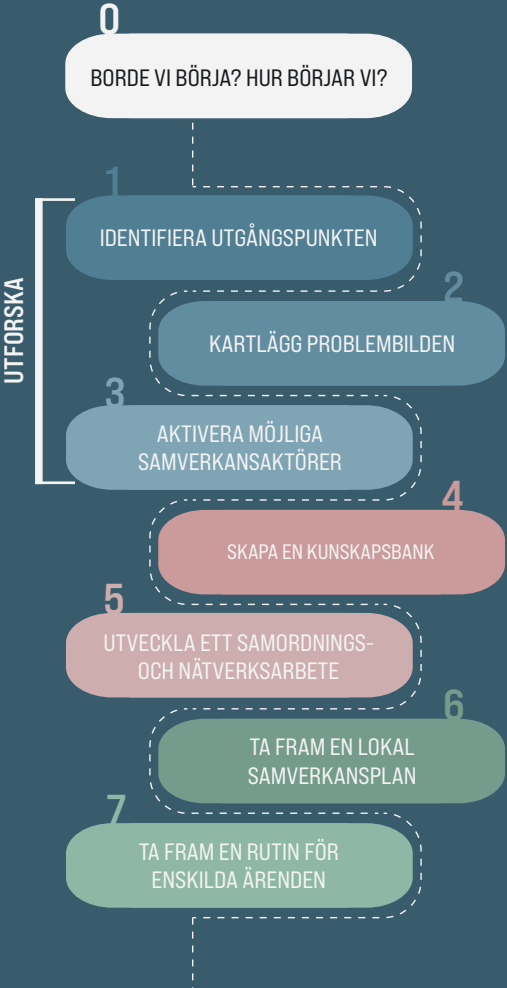 0
BORDE VI BÖRJA? HUR BÖRJAR VI?
1
IDENTIFIERA UTGÅNGSPUNKTEN
UTFORSKA
2
KARTLÄGG PROBLEMBILDEN
3
AKTIVERA MÖJLIGA
SAMVERKANSAKTÖRER
4
SKAPA EN KUNSKAPSBANK
5
UTVECKLA ETT SAMORDNINGS-
OCH NÄTVERKSARBETE
6
TA FRAM EN LOKAL
SAMVERKANSPLAN
7
TA FRAM EN RUTIN FÖR
ENSKILDA ÄRENDEN